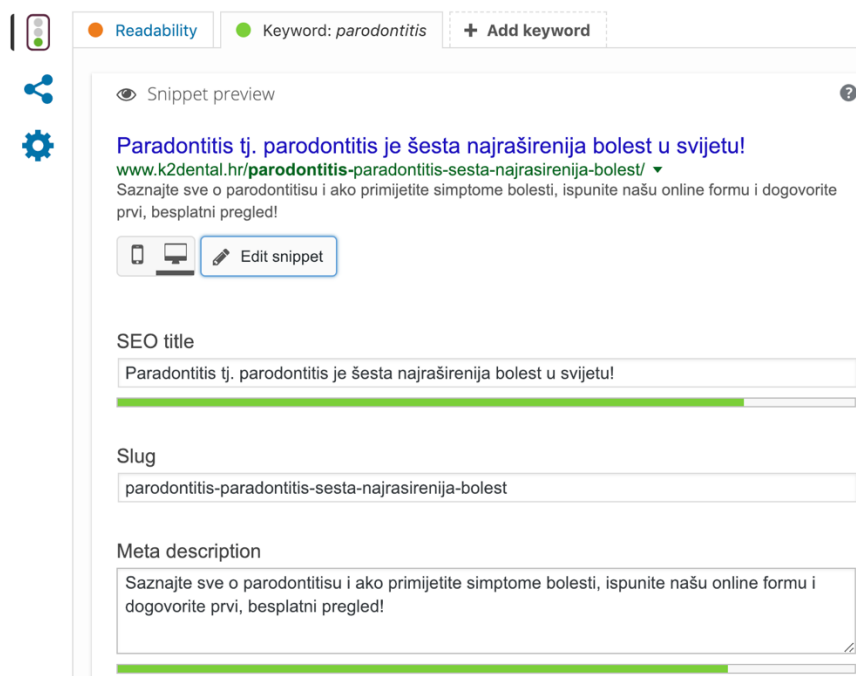 Readability Keyword: parodontitis + Add keyword
Snippet preview
Paradontitis tj. parodontitis je šesta najraširenija bolest u svijetu!
www.k2dental.hr/parodontitis-paradontitis-sesta-najrasirenija-bolest/
Saznajte sve o parodontitisu i ako primijetite simptome bolesti, ispunite našu online formu i dogovorite
prvi, besplatni pregled!
Edit snippet
SEO title
Paradontitis tj. parodontitis je šesta najraširenija bolest u svijetu!
Slug
parodontitis-paradontitis-sesta-najrasirenija-bolest
Meta description
Saznajte sve o parodontitisu i ako primijetite simptome bolesti, ispunite našu online formu i
dogovorite prvi, besplatni pregled!